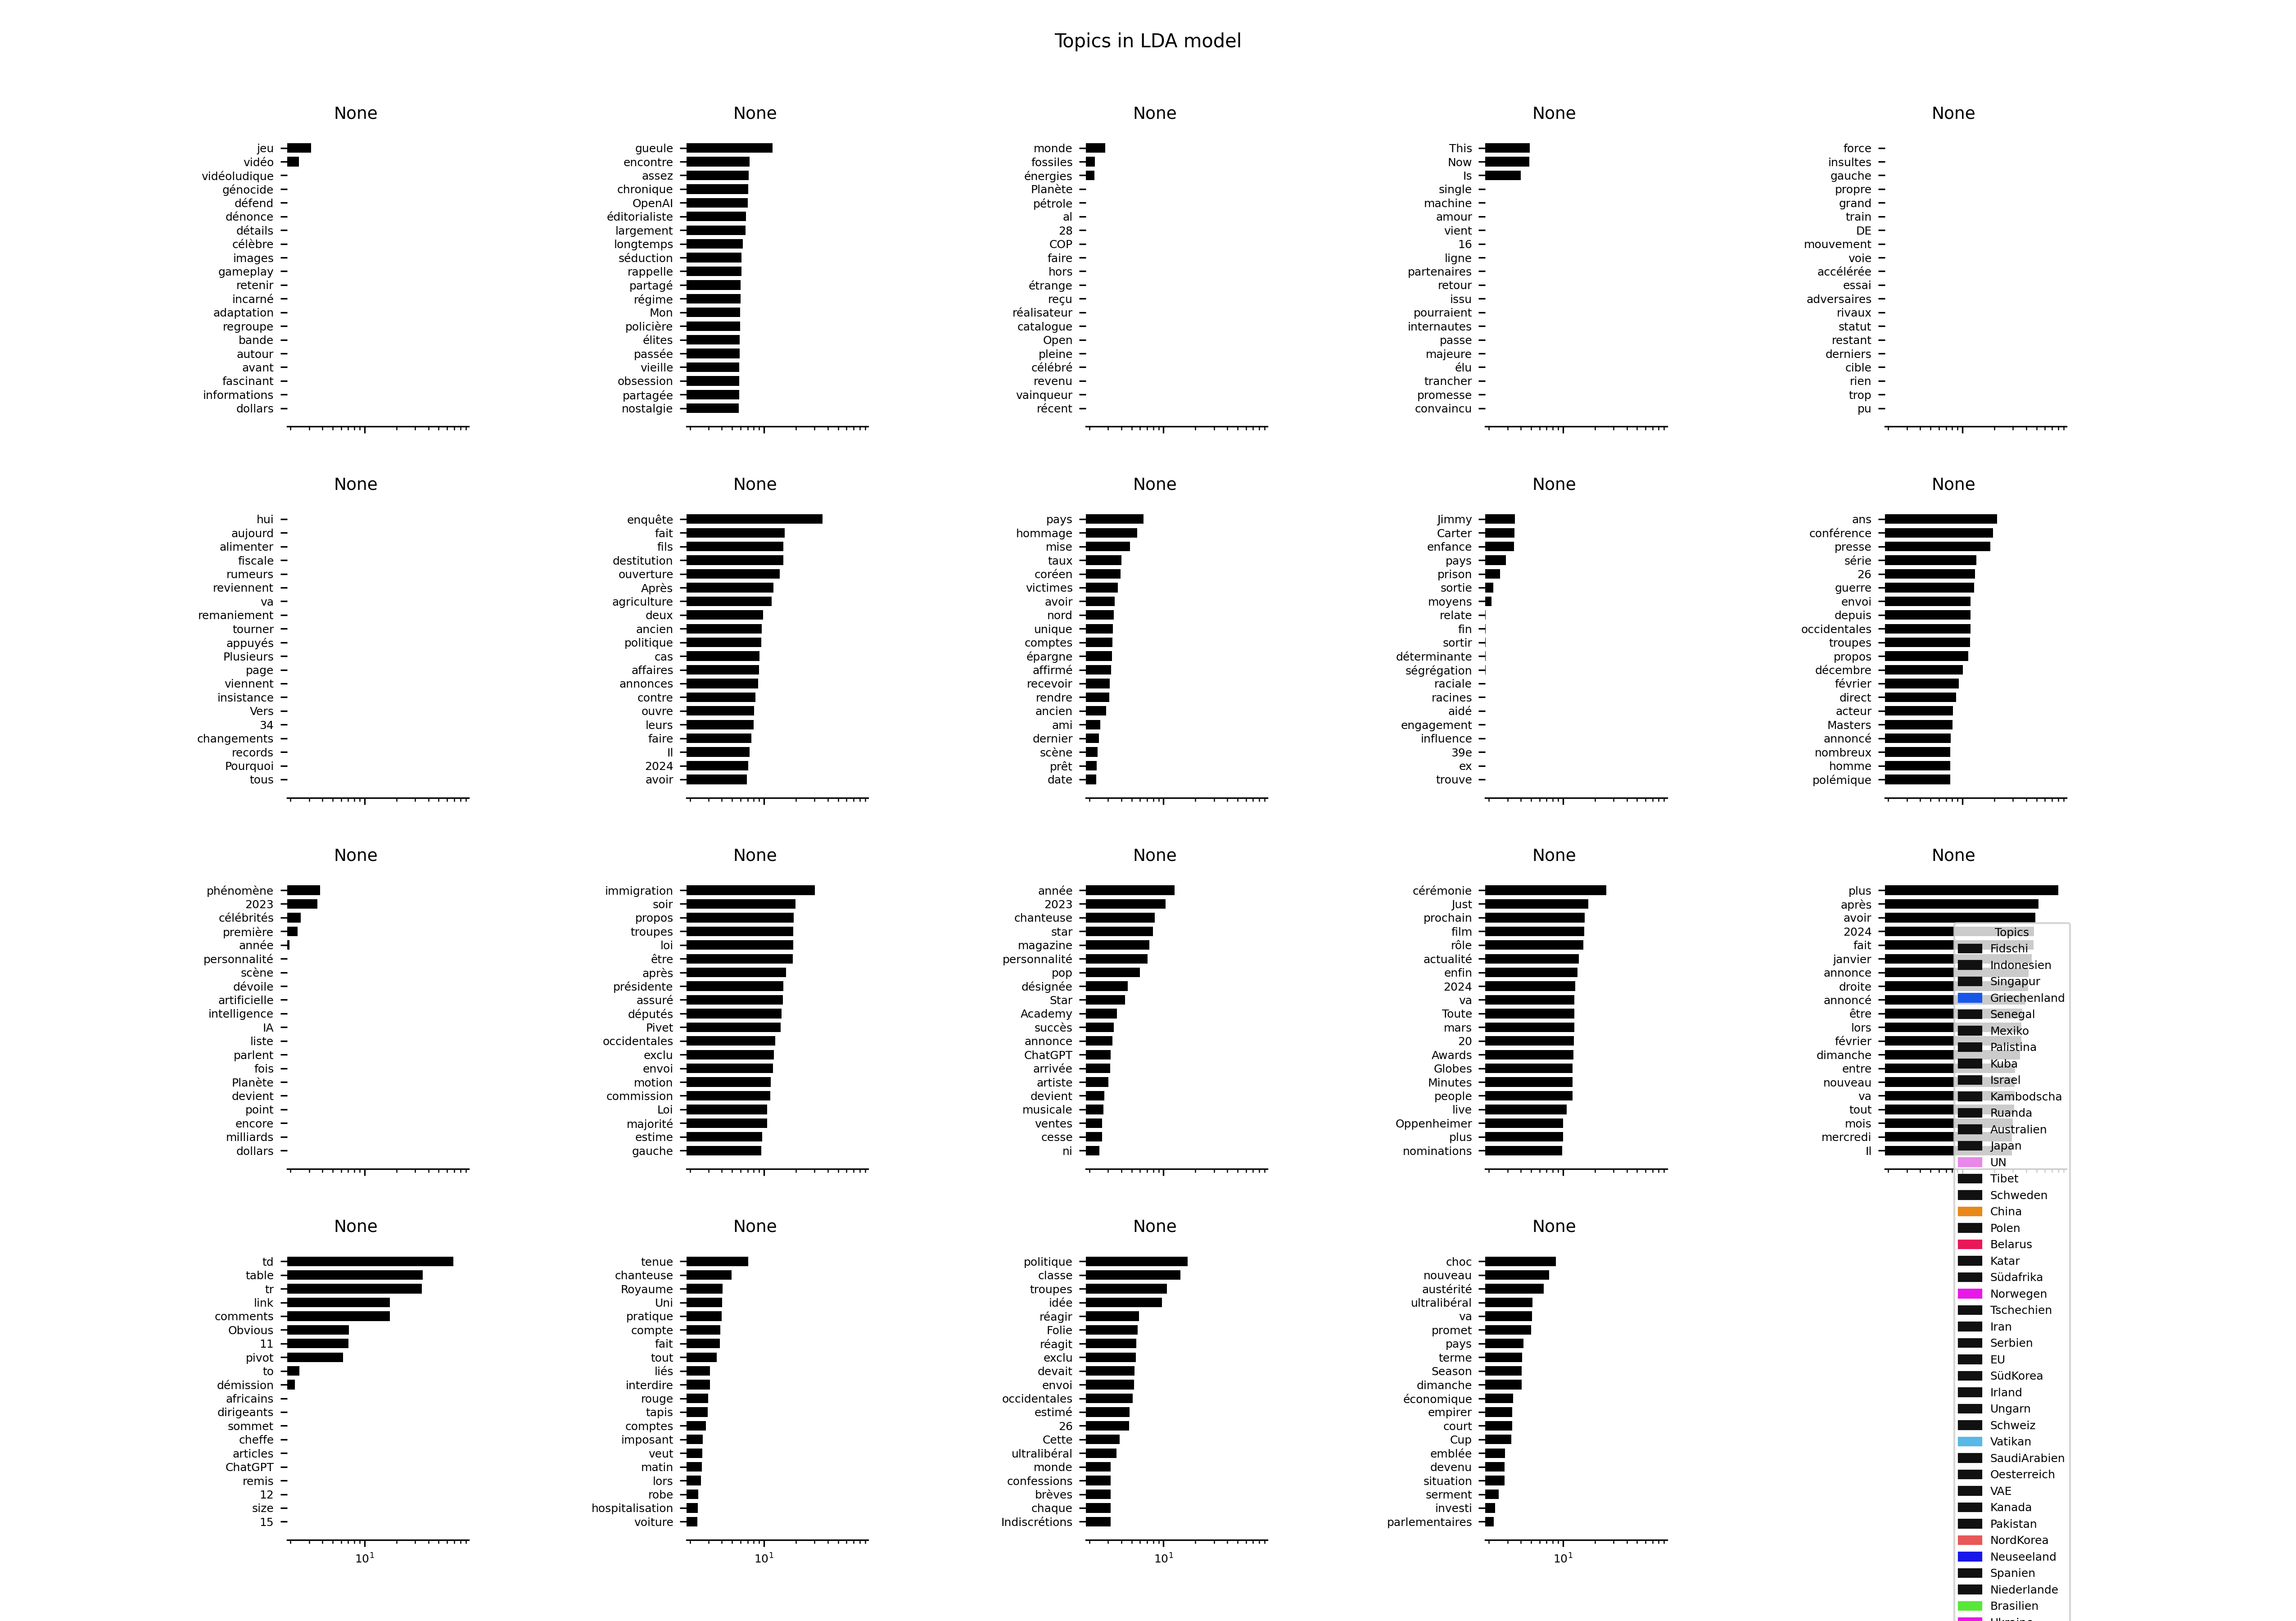 Topics in LDA model
None
jeu
vidéo
vidéoludique
génocide
défend
dénonce
détails
célèbre
images
gameplay
retenir
incarné
adaptation
regroupe
bande
autour
avant
fascinant
informations
dollars
None
gueule
encontre
assez
chronique
OpenAI
éditorialiste
largement
longtemps
séduction
rappelle
partagé
régime
Mon
policière
élites
passée
vieille
obsession
partagée
nostalgie
None
monde
fossiles
énergies
Planète
pétrole
al
28
COP
faire
hors
étrange
reçu
réalisateur
catalogue
Open
pleine
célébré
revenu
vainqueur
récent
None
This
Now
Is
single
machine
amour
vient
16
ligne
partenaires
retour
issu
pourraient
internautes
passe
majeure
élu
trancher
promesse
convaincu
None
force
insultes
gauche
propre
grand
train
DE
mouvement
voie
accélérée
essai
adversaires
rivaux
statut
restant
derniers
cible
rien
trop
pu
None
hui
aujourd
alimenter
fiscale
rumeurs
reviennent
va
remaniement
tourner
appuyés
Plusieurs
page
viennent
insistance
Vers
34
changements
records
Pourquoi
tous
None
enquête
fait
fils
destitution
ouverture
Après
agriculture
deux
ancien
politique
cas
affaires
annonces
contre
ouvre
leurs
faire
Il
2024
avoir
None
pays
hommage
mise
taux
coréen
victimes
avoir
nord
unique
comptes
épargne
affirmé
recevoir
rendre
ancien
ami
dernier
scène
prêt
date
None
Jimmy
Carter
enfance
pays
prison
sortie
moyens
relate
fin
sortir
déterminante
ségrégation
raciale
racines
aidé
engagement
influence
39e
ex
trouve
None
ans
conférence
presse
série
26
guerre
envoi
depuis
occidentales
troupes
propos
décembre
février
direct
acteur
Masters
annoncé
nombreux
homme
polémique
None
phénomène
2023
célébrités
première
année
personnalité
scène
dévoile
artificielle
intelligence
IA
liste
parlent
fois
Planète
devient
point
encore
milliards
dollars
None
immigration
soir
propos
troupes
loi
être
après
présidente
assuré
députés
Pivet
occidentales
exclu
envoi
motion
commission
Loi
majorité
estime
gauche
None
année
2023
chanteuse
star
magazine
personnalité
pop
désignée
Star
Academy
succès
annonce
ChatGPT
arrivée
artiste
devient
musicale
ventes
cesse
ni
None
cérémonie
Just
prochain
film
rôle
actualité
enfin
2024
va
Toute
mars
20
Awards
Globes
Minutes
people
live
Oppenheimer
plus
nominations
None
plus
après
avoir
2024
fait
janvier
annonce
droite
annoncé
être
lors
février
dimanche
entre
nouveau
va
tout
mois
mercredi
Il
None
td
table
tr
link
comments
Obvious
11
pivot
to
démission
africains
dirigeants
sommet
cheffe
articles
ChatGPT
remis
12
size
15
10¹
None
tenue
chanteuse
Royaume
Uni
pratique
compte
fait
tout
liés
interdire
rouge
tapis
comptes
imposant
veut
matin
lors
robe
hospitalisation
voiture
10¹
None
politique
classe
troupes
idée
réagir
Folie
réagit
exclu
devait
envoi
occidentales
estimé
26
Cette
ultralibéral
monde
confessions
brèves
chaque
Indiscrétions
10¹
None
choc
nouveau
austérité
ultralibéral
va
promet
pays
terme
Season
dimanche
économique
empirer
court
Cup
emblée
devenu
situation
serment
investi
parlementaires
10¹
Topics
Fidschi
Indonesien
Singapur
Griechenland
Senegal
Mexiko
Palistina
Kuba
Israel
Kambodscha
Ruanda
Australien
Japan
UN
Tibet
Schweden
China
Polen
Belarus
Katar
Südafrika
Norwegen
Tschechien
Iran
Serbien
EU
SüdKorea
Irland
Ungarn
Schweiz
Vatikan
SaudiArabien
Oesterreich
VAE
Kanada
Pakistan
NordKorea
Neuseeland
Spanien
Niederlande
Brasilien